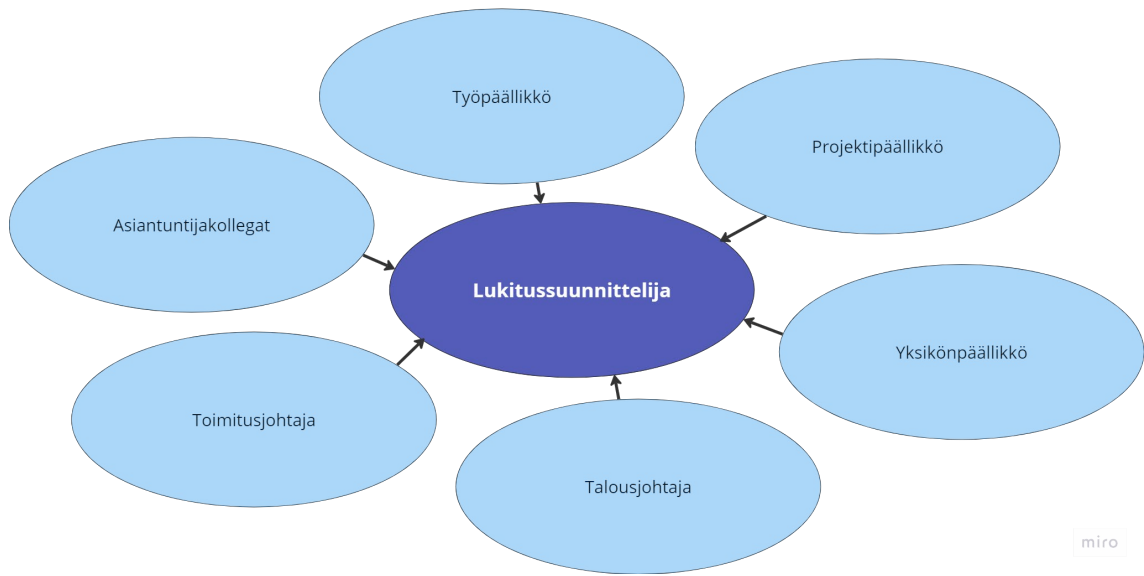 Työpäällikkö
Projektipäällikkö
Asiantuntijakollegat
Lukitussuunnittelija
Yksikönpäällikkö
Toimitusjohtaja
Talousjohtaja
miro